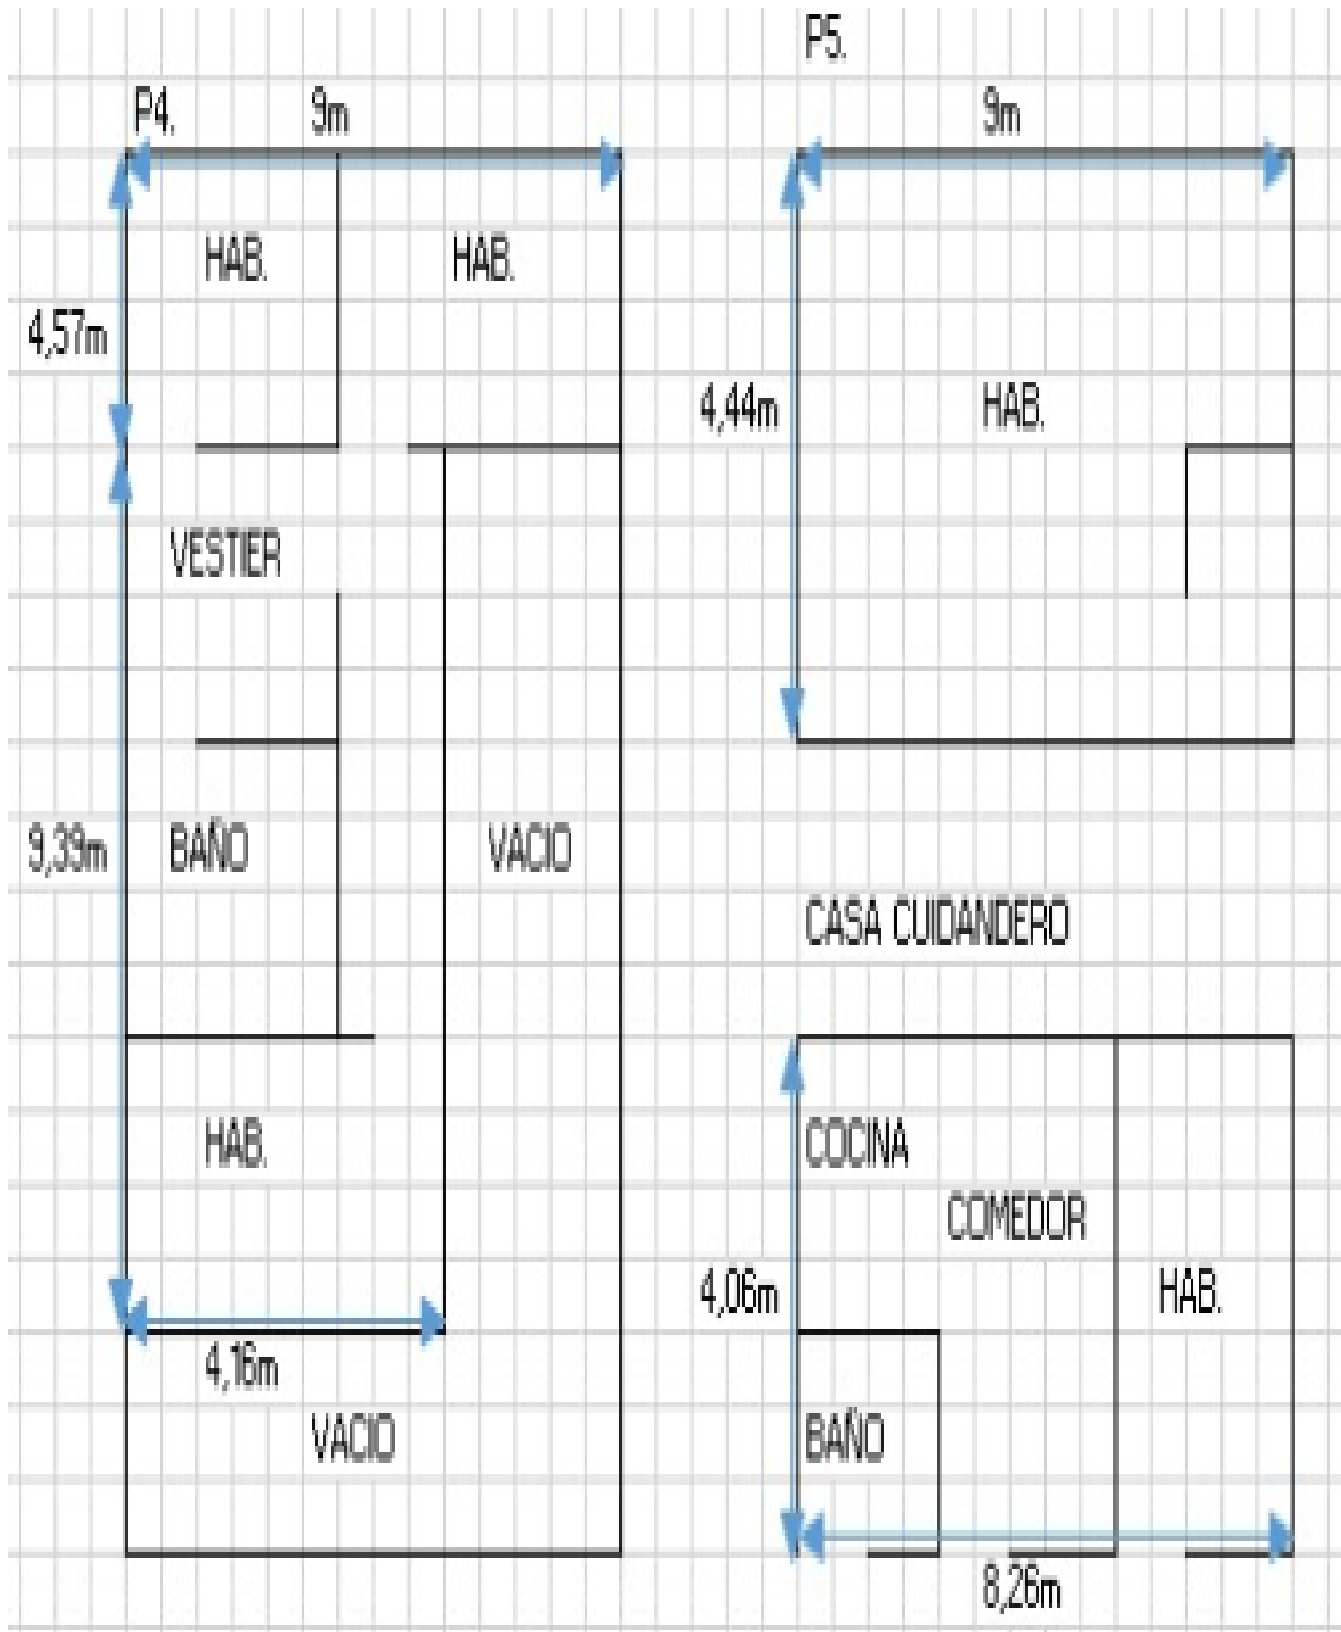 P4.
9m
HAB.
HAB.
4,57m
VESTIER
9,39m
BAÑO
VACIO
HAB.
4,16m
VACIO
P5.
9m
4,44m
HAB.
CASA CUIDANDERO
COCINA
COMEDOR
4,06m
HAB.
BAÑO
8,26m